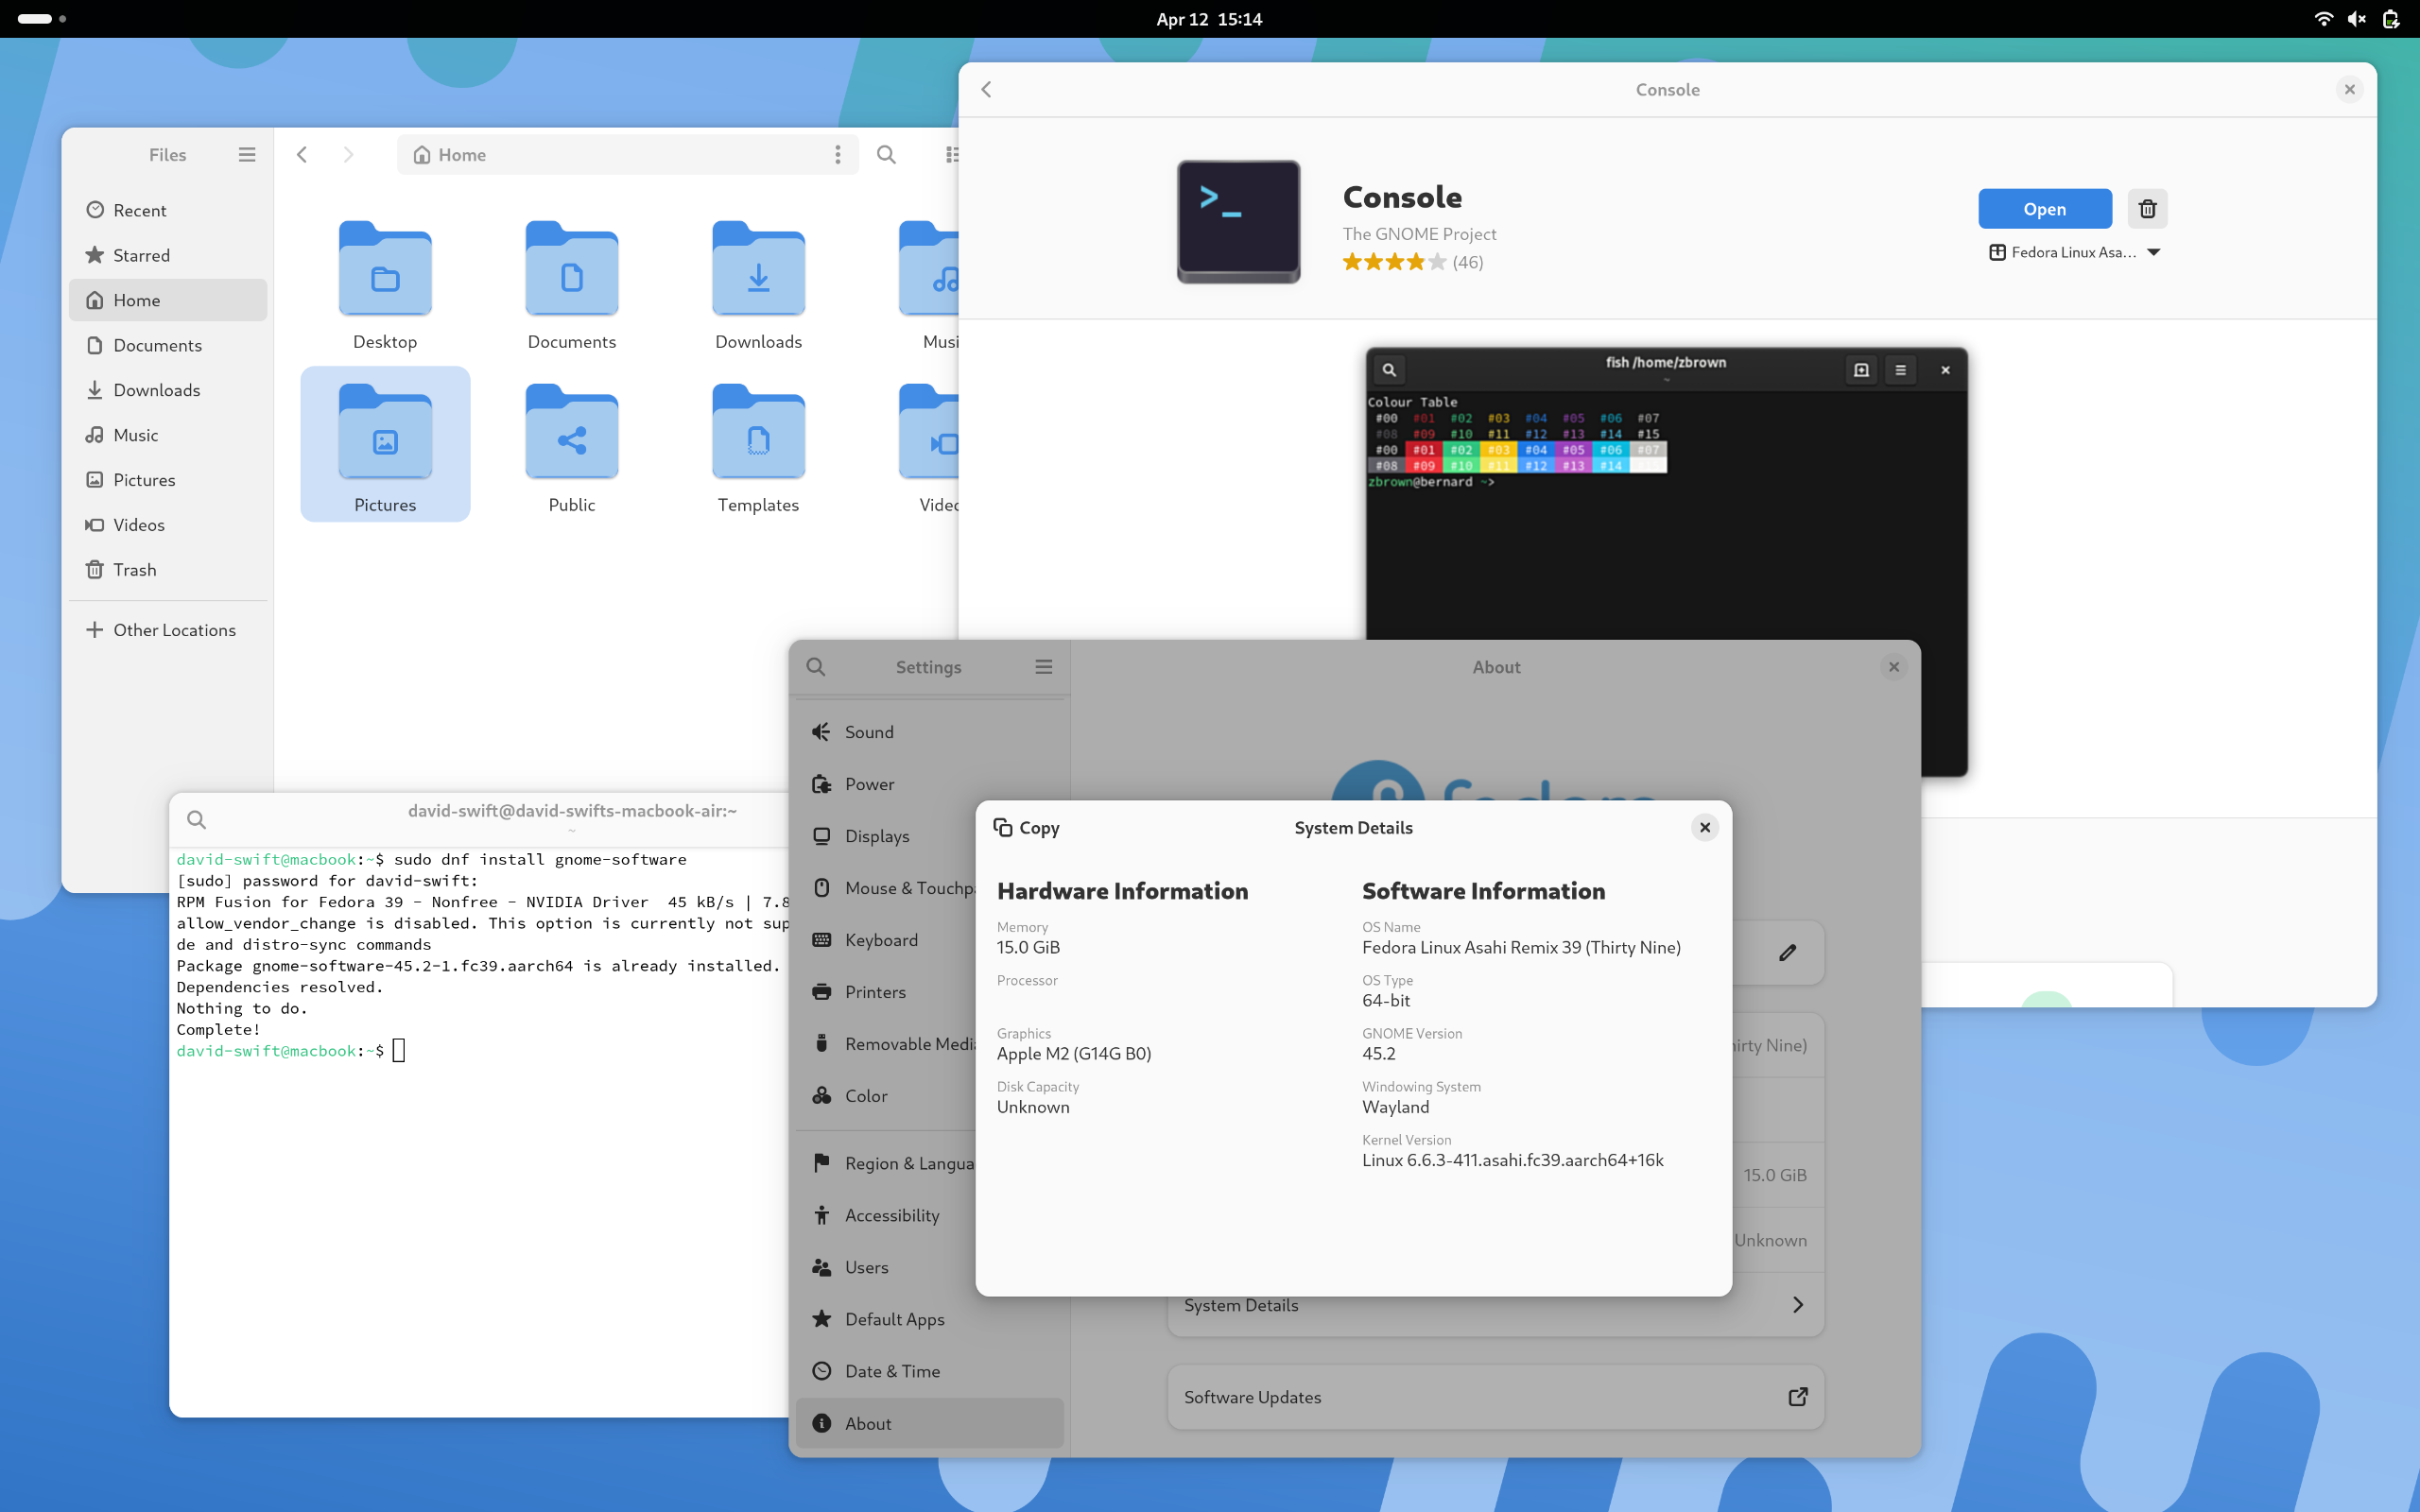 Apr 12 15:14
Files
Home
Recent
Starred
Home
Documents
Downloads
Music
Pictures
Videos
Trash
Other Locations
Desktop
Documents
Downloads
Musi
Pictures
Public
Templates
Videc
Console
Console
The GNOME Project
(46)
Open
Fedora Linux Asa...
fish /home/zbrown
~
Colour Table
#00 #01 #02 #03 #04 #05 #06 #07
#08 #09 #10 #11 #12 #13 #14 #15
#00 #01 #02 #03 #04 #05 #06 #07
#08 #09 #10 #11 #12 #13 #14
zbrown@bernard ~>
david-swift@david-swifts-macbook-air:~
~
david-swift@macbook:~$ sudo dnf install gnome-software
[sudo] password for david-swift:
RPM Fusion for Fedora 39 - Nonfree - NVIDIA Driver  45 kB/s | 7.8
allow_vendor_change is disabled. This option is currently not sup
de and distro-sync commands
Package gnome-software-45.2-1.fc39.aarch64 is already installed.
Dependencies resolved.
Nothing to do.
Complete!
david-swift@macbook:~$
Settings
Sound
Power
Displays
Mouse & Touchpa
Keyboard
Printers
Removable Media
Color
Region & Langua
Accessibility
Users
Default Apps
Date & Time
About
About
irty Nine)
15.0 GiB
Unknown
System Details
Software Updates
Copy
System Details
Hardware Information
Memory
15.0 GiB
Processor
Graphics
Apple M2 (G14G B0)
Disk Capacity
Unknown
Software Information
OS Name
Fedora Linux Asahi Remix 39 (Thirty Nine)
OS Type
64-bit
GNOME Version
45.2
Windowing System
Wayland
Kernel Version
Linux 6.6.3-411.asahi.fc39.aarch64+16k